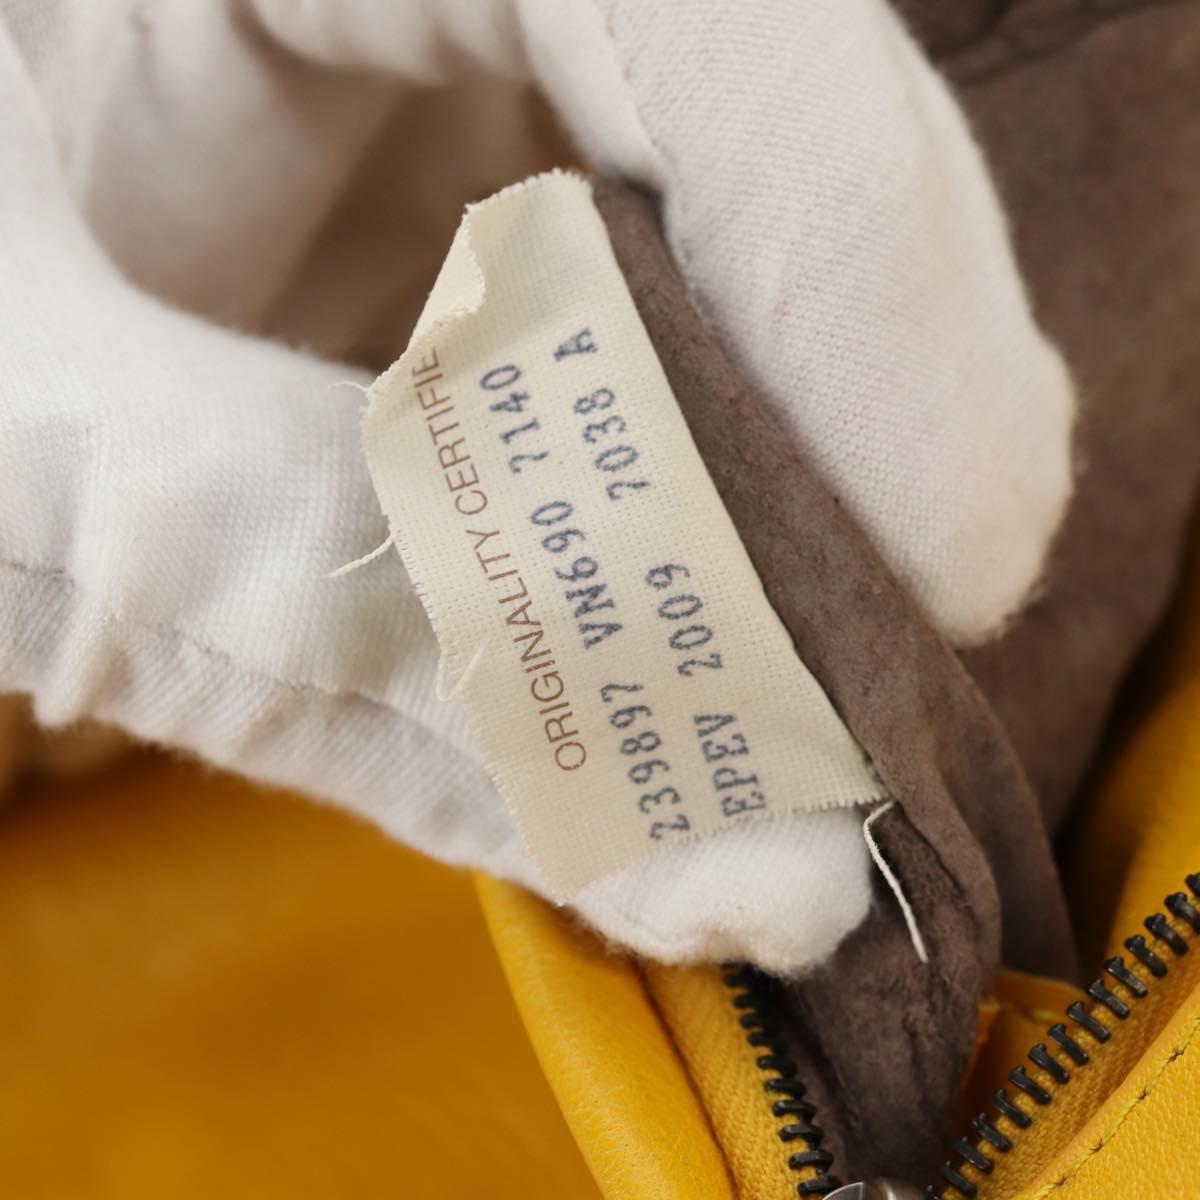 ORIGINALITY CERTIFIE
239897 VN690 7140
EPEV 2009 7038 A